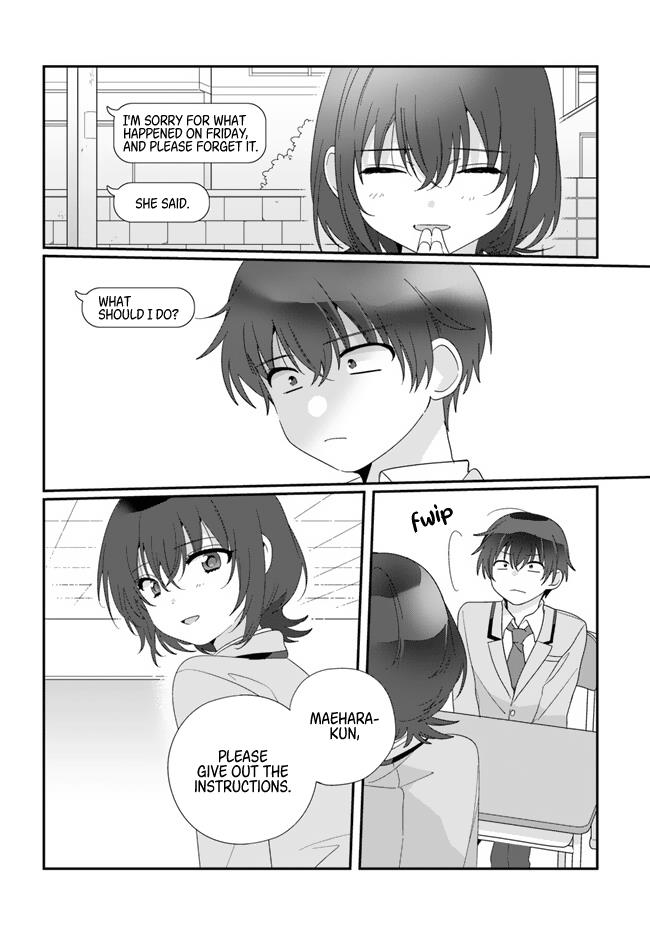 I'M SORRY FOR WHAT
HAPPENED ON FRIDAY,
AND PLEASE FORGET IT.
SHE SAID.
WHAT
SHOULD I DO?
fwip
MAEHARA-
KUN,
PLEASE
GIVE OUT THE
INSTRUCTIONS.